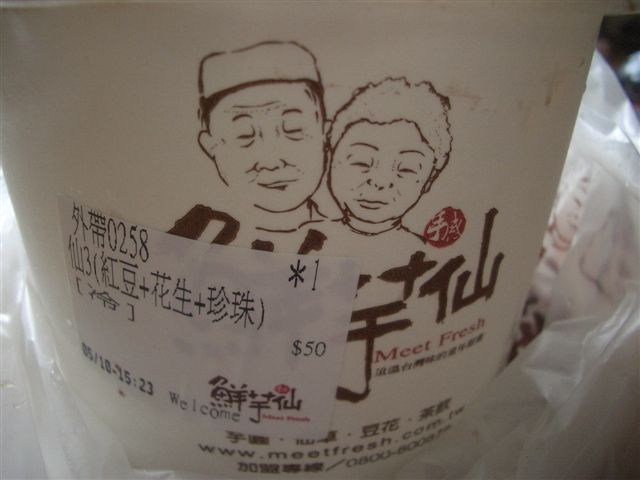 手感
鮮芋仙
Meet Fresh
外帶0258
仙3(紅豆+花生+珍珠) *1
[冷]
$50
05/10-15:23
Welcome
鮮芋仙
Meet Fresh
芋圓·仙草·豆花·茶飲
www.meetfresh.com.tw
加盟專線/0800-8008